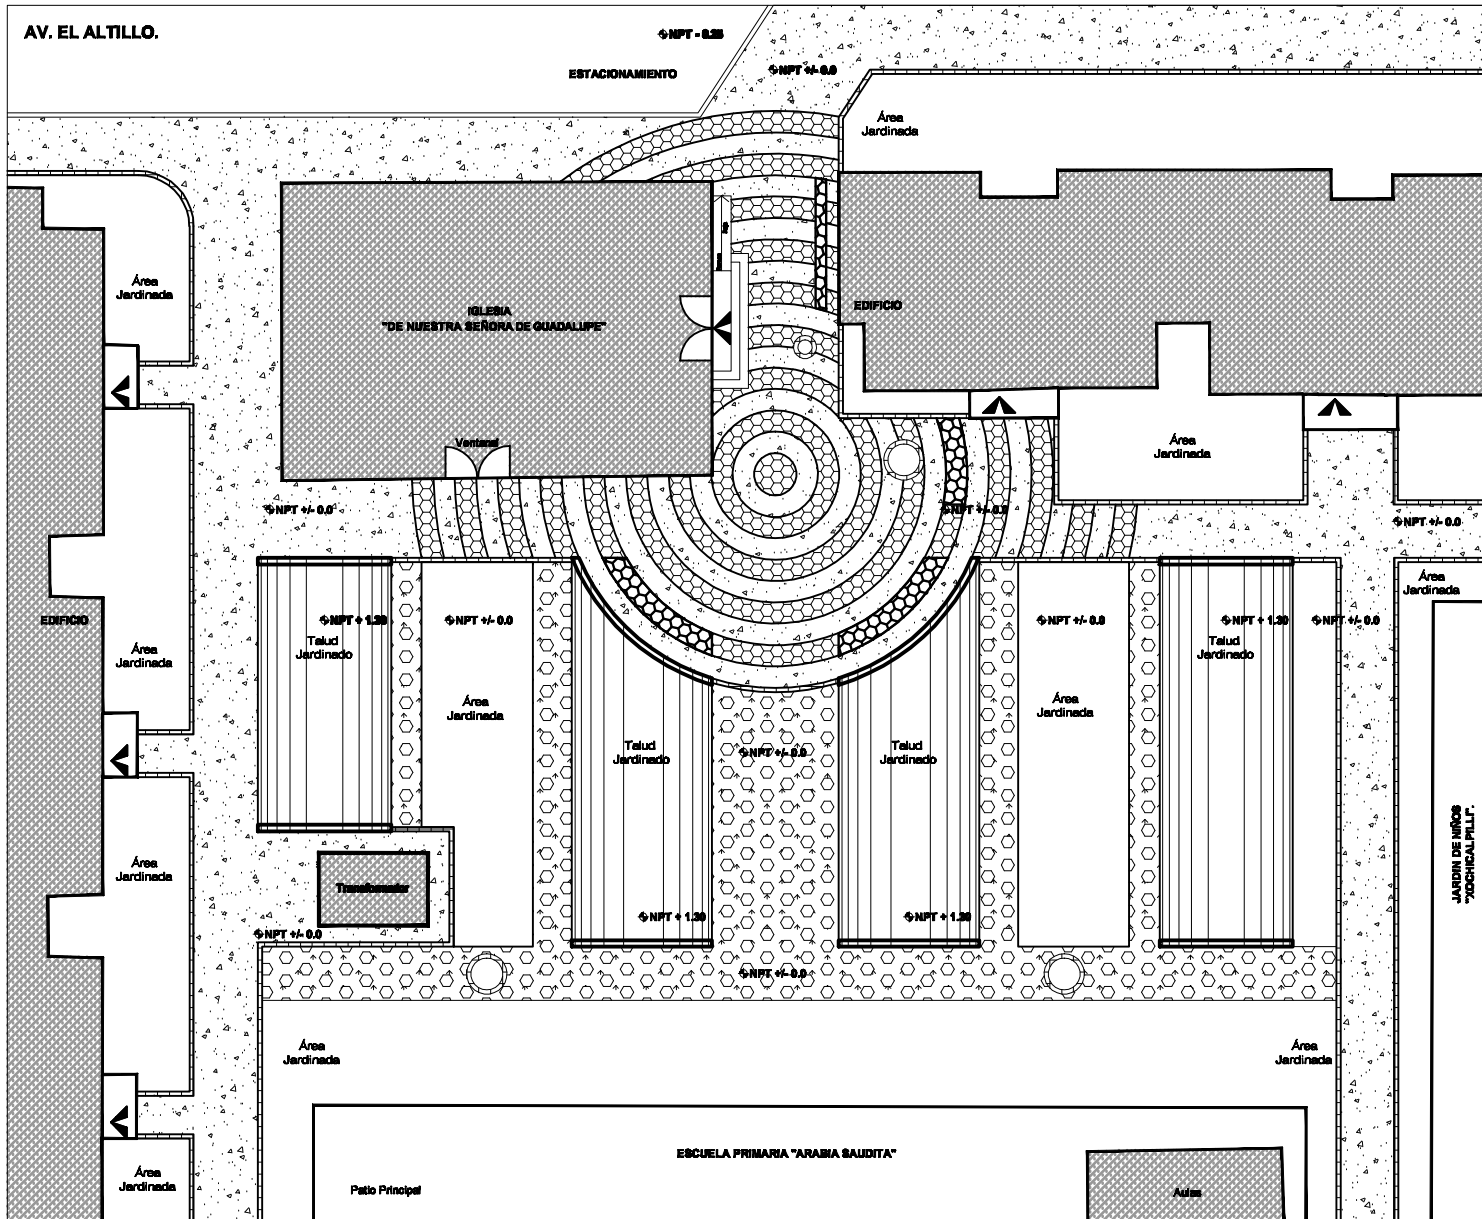 AV. EL ALTILLO.
NPT - 0.25
ESTACIONAMIENTO
NPT +/- 0.0
Área
Jardinada
Área
Jardinada
IGLESIA
"DE NUESTRA SEÑORA DE GUADALUPE"
EDIFICIO
Ventanal
Área
Jardinada
NPT +/- 0.0
NPT +/- 0.0
NPT +/- 0.0
Área
Jardinada
EDIFICIO
NPT + 1.30
Talud
Jardinado
NPT +/- 0.0
NPT +/- 0.0
NPT + 1.30
Talud
Jardinado
NPT +/- 0.0
Área
Jardinada
Área
Jardinada
Área
Jardinada
Talud
Jardinado
NPT +/- 0.0
Talud
Jardinado
JARDIN DE NIÑOS
"XOCHICALPILLI".
Área
Jardinada
Transformador
NPT + 1.30
NPT + 1.30
NPT +/- 0.0
NPT +/- 0.0
Área
Jardinada
Área
Jardinada
ESCUELA PRIMARIA "ARABIA SAUDITA"
Área
Jardinada
Patio Principal
Aulas